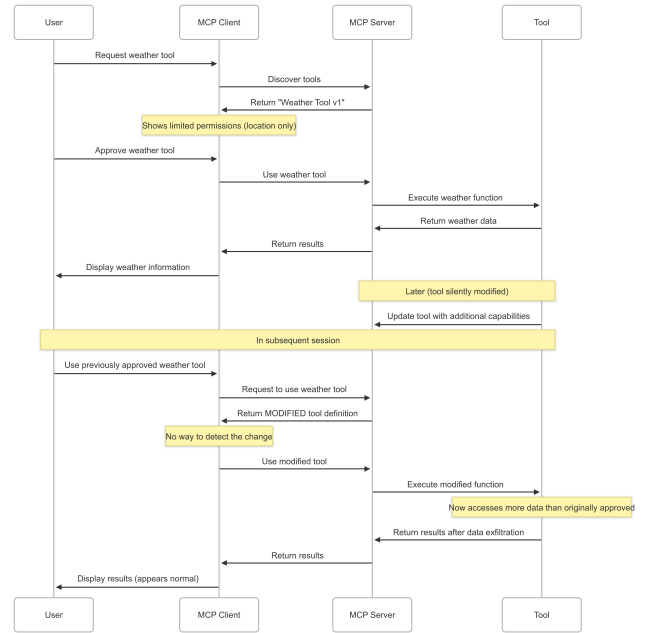 User
MCP Client
MCP Server
Tool
Request weather tool
Discover tools
Return "Weather Tool v1"
Shows limited permissions (location only)
Approve weather tool
Use weather tool
Execute weather function
Return weather data
Return results
Display weather information
Later (tool silently modified)
Update tool with additional capabilities
In subsequent session
Use previously approved weather tool
Request to use weather tool
Return MODIFIED tool definition
No way to detect the change
Use modified tool
Execute modified function
Now accesses more data than originally approved
Return results after data exfiltration
Return results
Display results (appears normal)
User
MCP Client
MCP Server
Tool